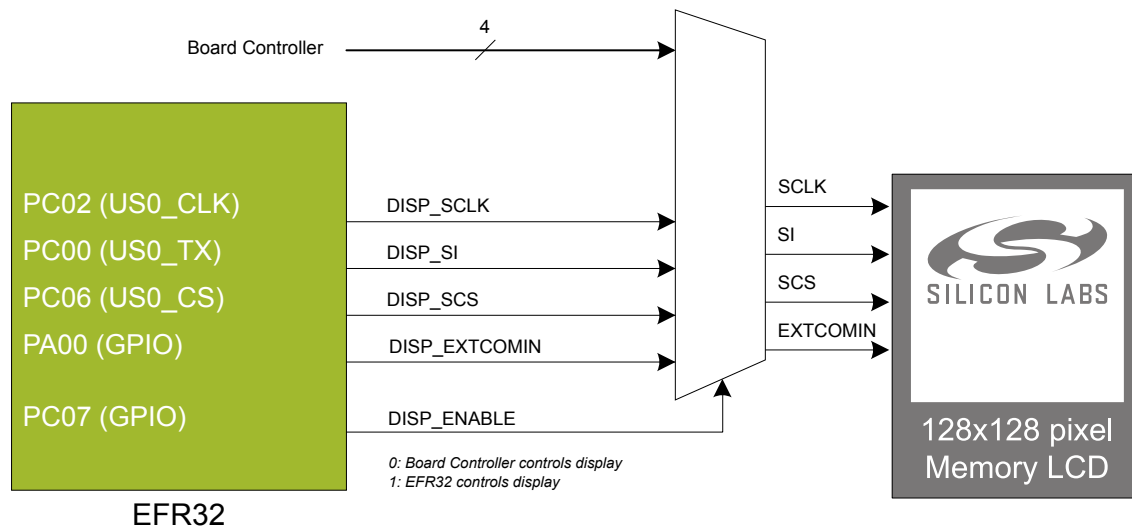 4
Board Controller
PC02 (US0_CLK)
PC00 (US0_TX)
PC06 (US0_CS)
PA00 (GPIO)
PC07 (GPIO)
DISP_SCLK
DISP_SI
DISP_SCS
DISP_EXTCOMIN
DISP_ENABLE
0: Board Controller controls display
1: EFR32 controls display
EFR32
SCLK
SI
SCS
EXTCOMIN
SILICON LABS
128x128 pixel
Memory LCD